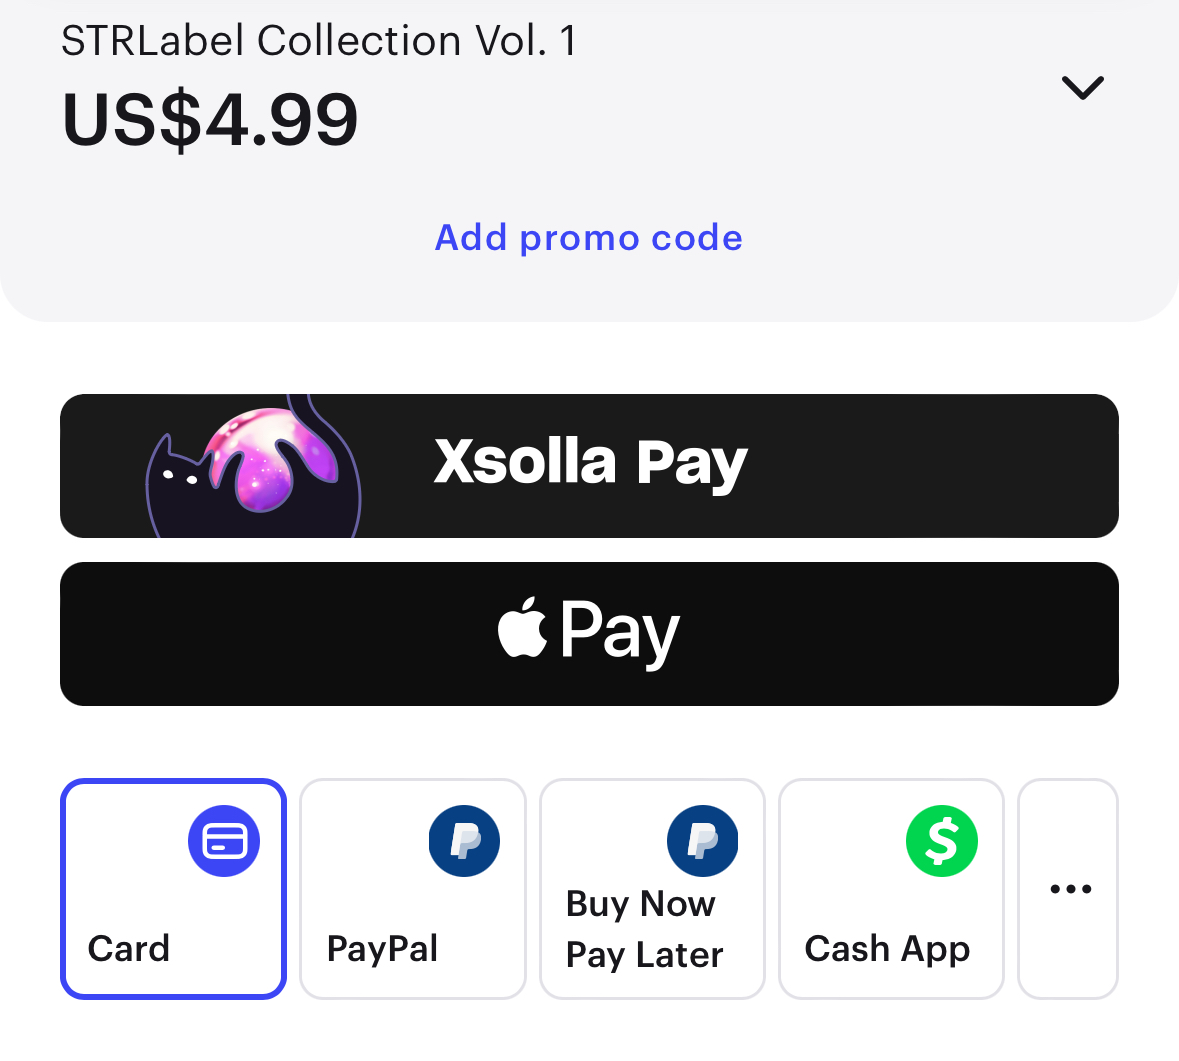 STRLabel Collection Vol. 1
US$4.99
Add promo code
Xsolla Pay
Pay
Card
PayPal
Buy Now
Pay Later
Cash App